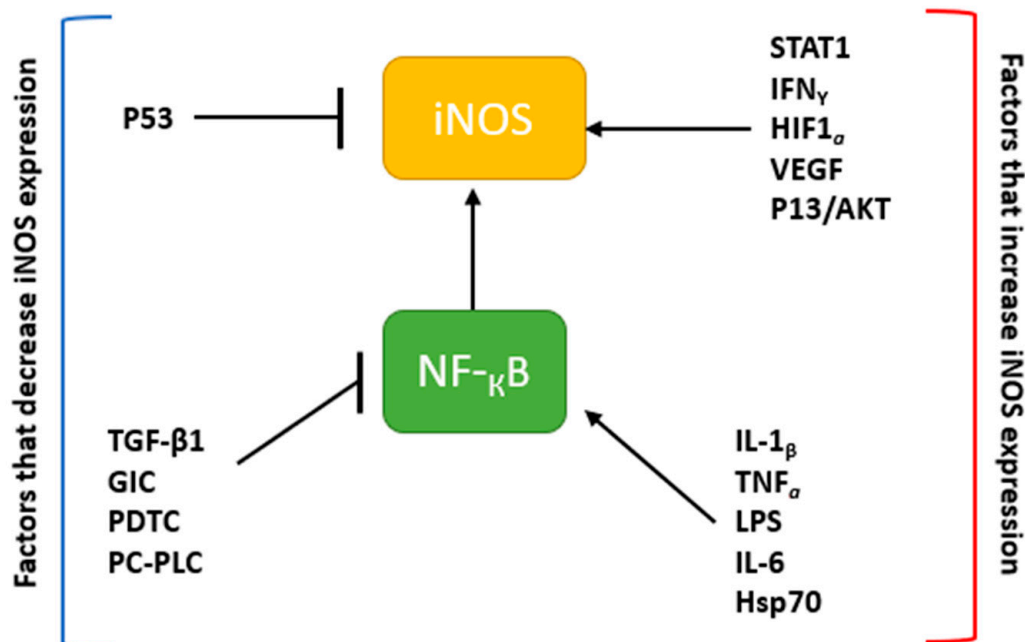 Factors that decrease iNOS expression
P53
iNOS
STAT1
IFNγ
HIF1α
VEGF
P13/AKT
NF-κB
TGF-β1
GIC
PDTC
PC-PLC
IL-1β
TNFα
LPS
IL-6
Hsp70
Factors that increase iNOS expression